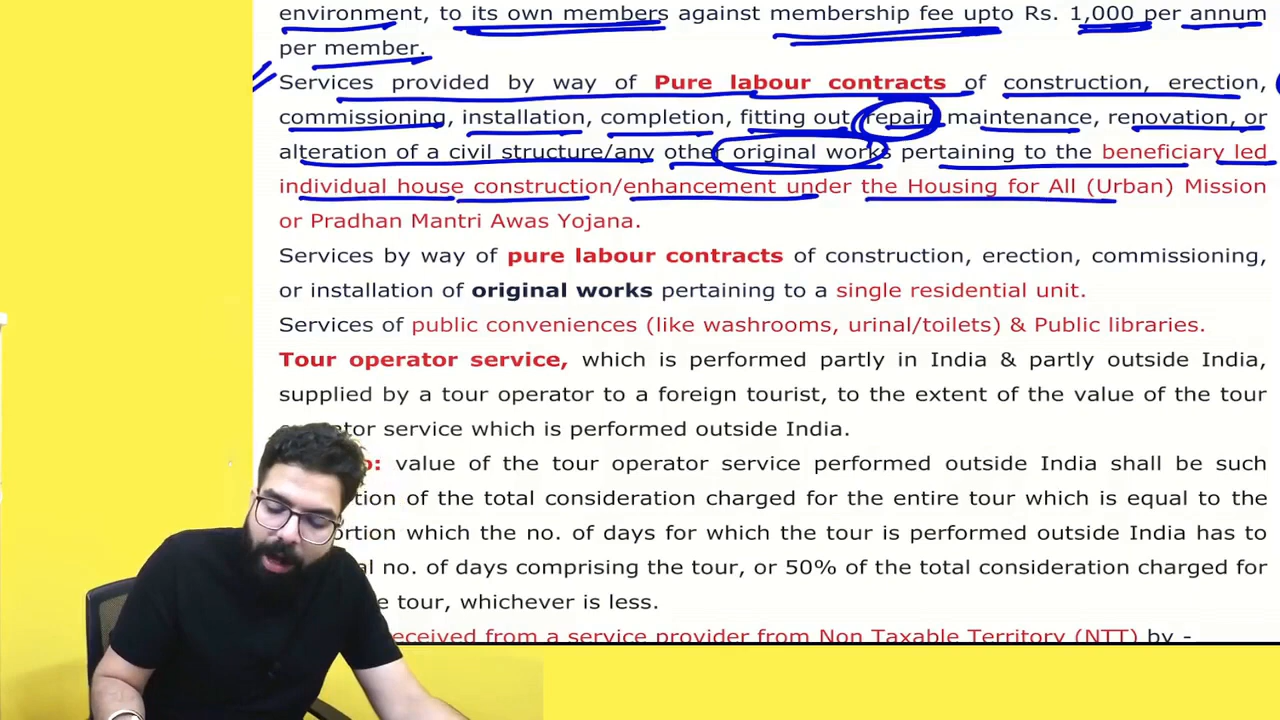 environment, to its own members against membership fee upto Rs. 1,000 per annum
per member.
Services provided by way of Pure labour contracts of construction, erection,
commissioning, installation, completion, fitting out, repair, maintenance, renovation, or
alteration of a civil structure/any other original works pertaining to the beneficiary led
individual house construction/enhancement under the Housing for All (Urban) Mission
or Pradhan Mantri Awas Yojana.
Services by way of pure labour contracts of construction, erection, commissioning,
or installation of original works pertaining to a single residential unit.
Services of public conveniences (like washrooms, urinal/toilets) & Public libraries.
Tour operator service, which is performed partly in India & partly outside India,
supplied by a tour operator to a foreign tourist, to the extent of the value of the tour
service which is performed outside India.
value of the tour operator service performed outside India shall be such
of the total consideration charged for the entire tour which is equal to the
which the no. of days for which the tour is performed outside India has to
no. of days comprising the tour, or 50% of the total consideration charged for
tour, whichever is less.
from a service provider from Non Taxable Territory (NTT) by -